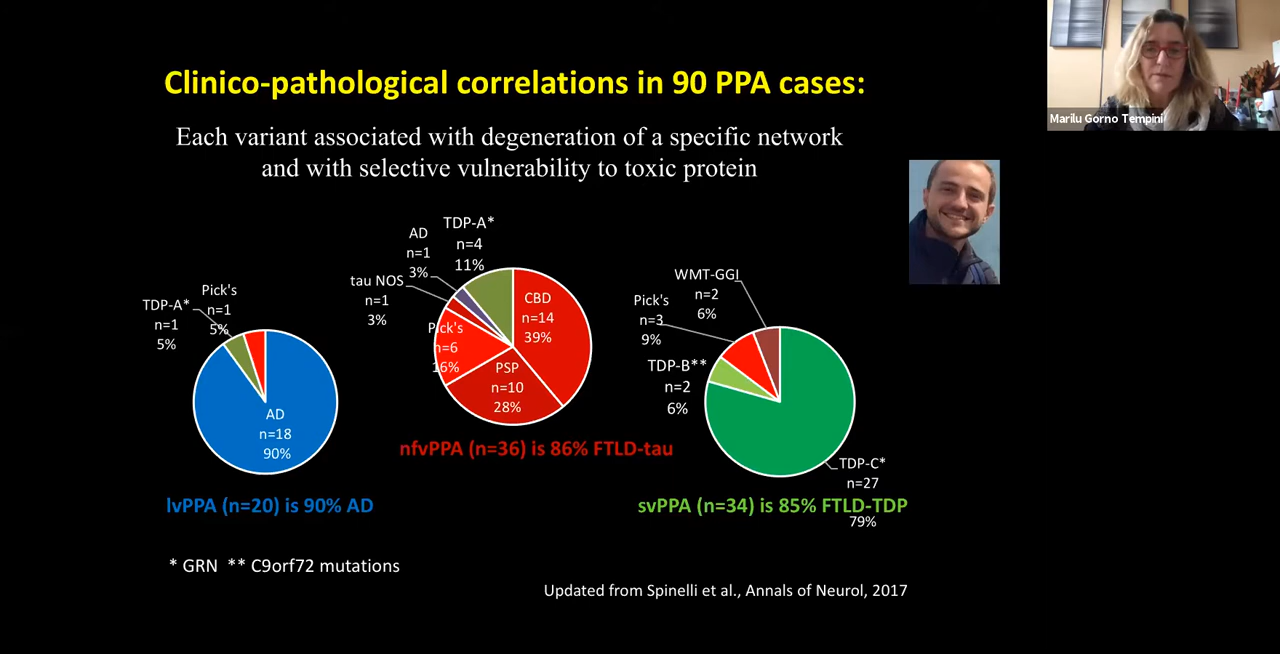 Clinico-pathological correlations in 90 PPA cases:
Marilu Gorno Tempini
Each variant associated with degeneration of a specific network
and with selective vulnerability to toxic protein
TDP-A*
n=1
5%
Pick's
n=1
5%
AD
n=18
90%
lvPPA (n=20) is 90% AD
tau NOS
n=1
3%
AD
n=1
3%
TDP-A*
n=4
11%
CBD
n=14
39%
Pick's
n=6
16%
PSP
n=10
28%
nfvPPA (n=36) is 86% FTLD-tau
WMT-GGI
n=2
6%
Pick's
n=3
9%
TDP-B**
n=2
6%
TDP-C*
n=27
79%
svPPA (n=34) is 85% FTLD-TDP
* GRN ** C9orf72 mutations
Updated from Spinelli et al., Annals of Neurol, 2017